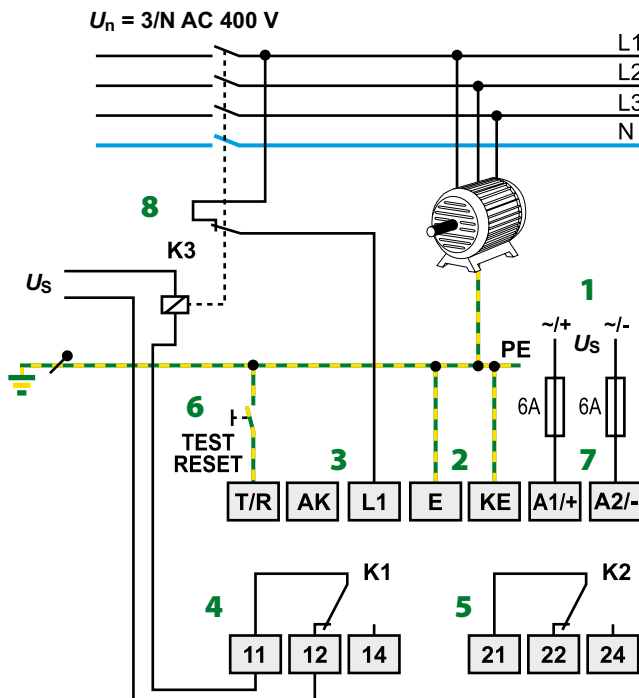 Un = 3/N AC 400 V
L1
L2
L3
N
8
K3
US
1
~/+ ~/-
US
PE
6A 6A
6
TEST
RESET
3 2 7
T/R AK L1 E KE A1/+ A2/-
K1 K2
4 5
11 12 14 21 22 24